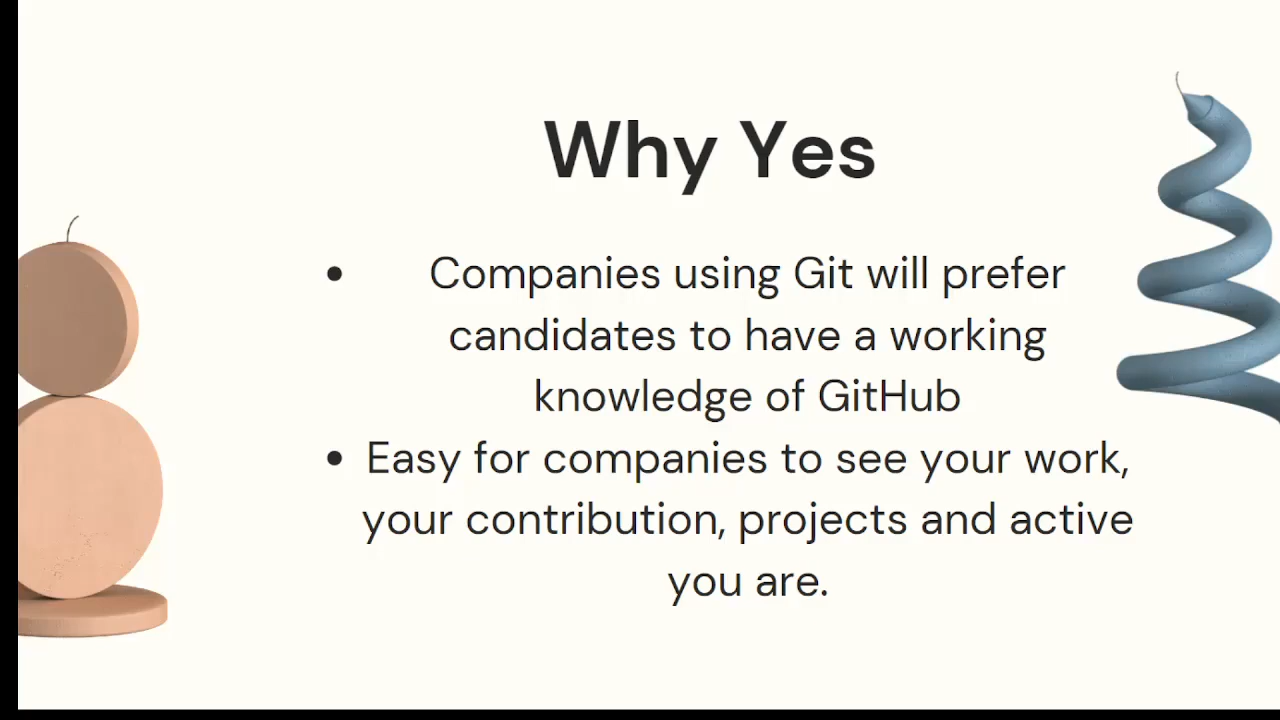 Why Yes
• Companies using Git will prefer
candidates to have a working
knowledge of GitHub
• Easy for companies to see your work,
your contribution, projects and active
you are.